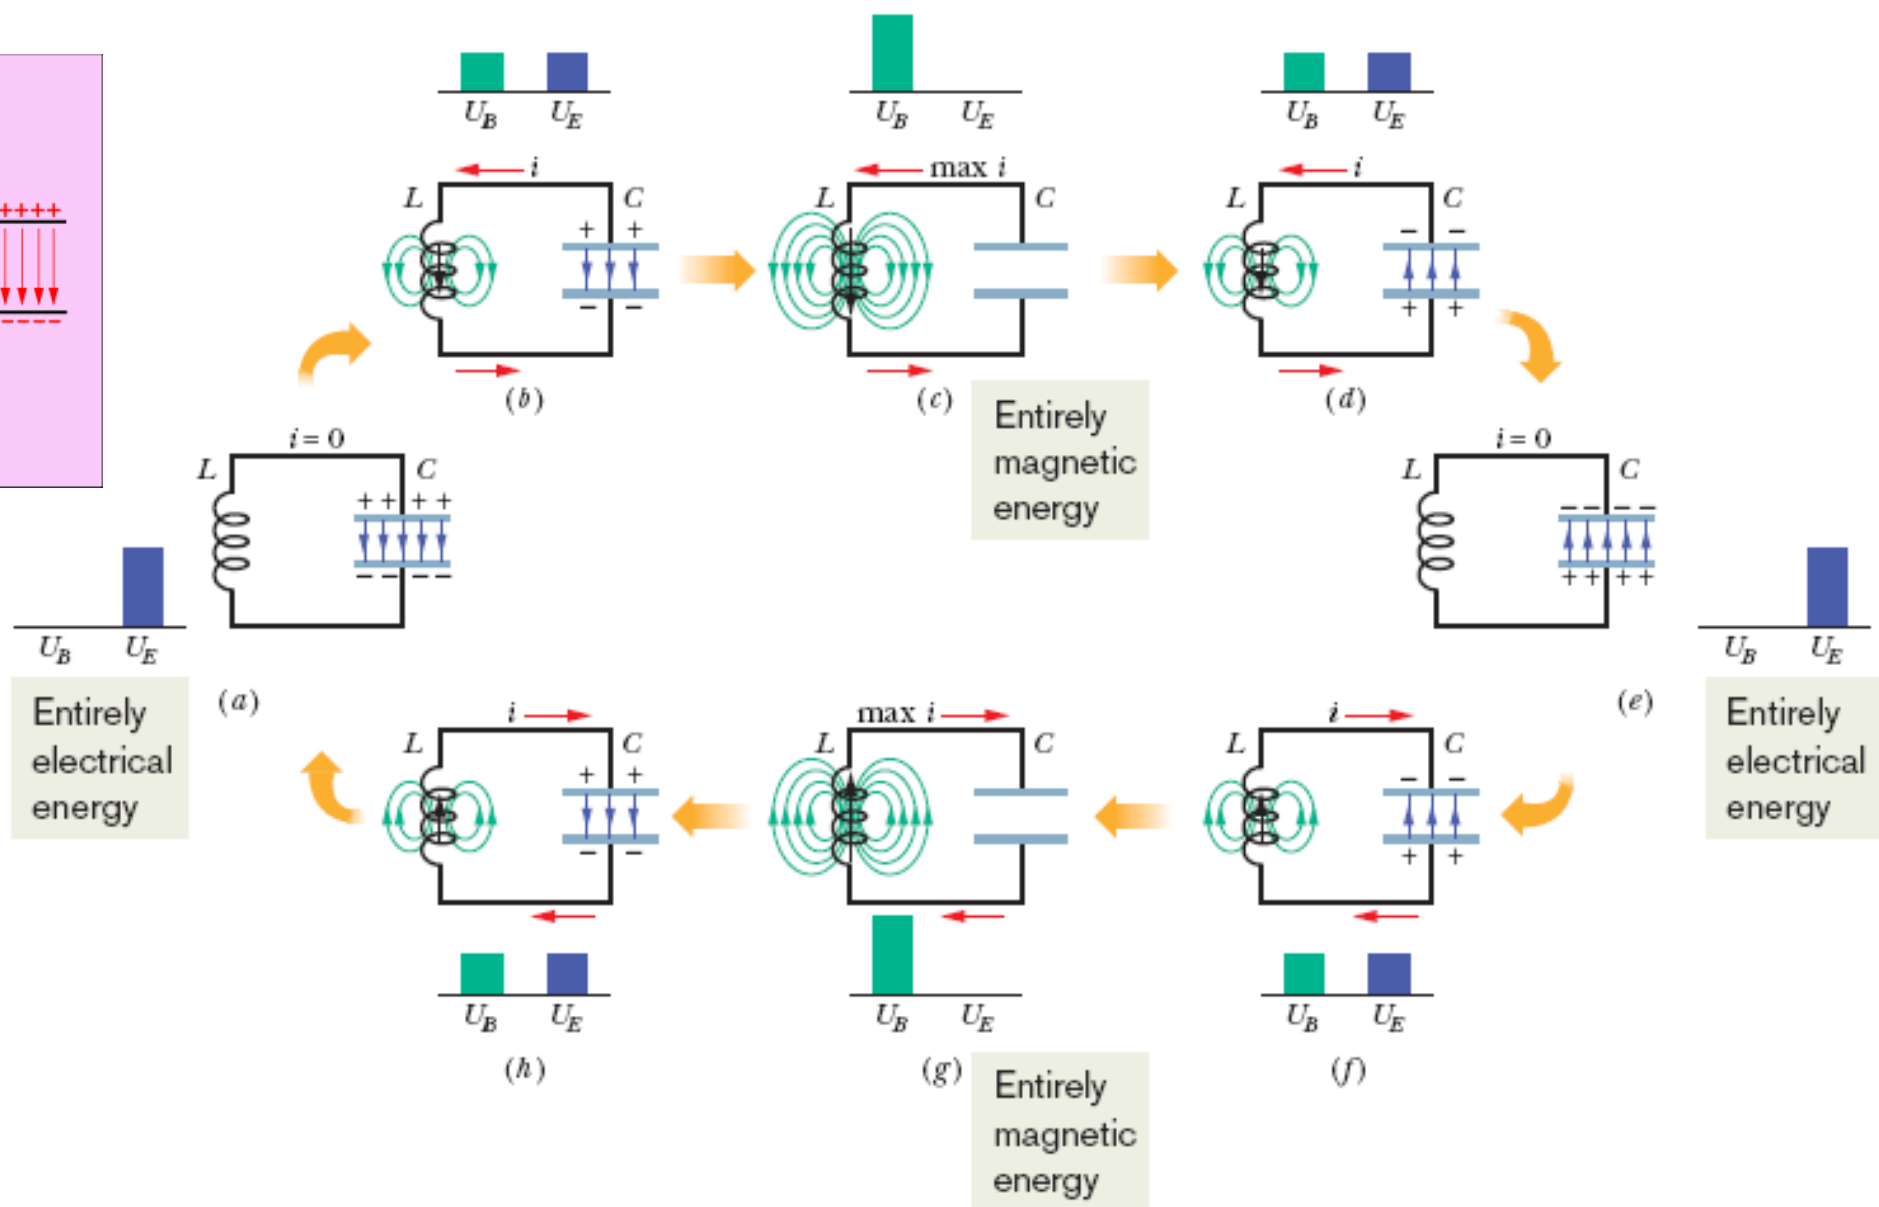 U_B U_E
U_B U_E
U_B U_E
i
L C
+ +
− −
(b)
max i
L C
(c)
Entirely
magnetic
energy
i
L C
− −
+ +
(d)
++++
----
i = 0
L C
+ + + +
− − − −
U_B U_E
(a)
Entirely
electrical
energy
i = 0
L C
− − − −
+ + + +
U_B U_E
(e)
Entirely
electrical
energy
i
L C
+ +
− −
U_B U_E
(h)
max i
L C
U_B U_E
(g)
Entirely
magnetic
energy
i
L C
− −
+ +
U_B U_E
(f)